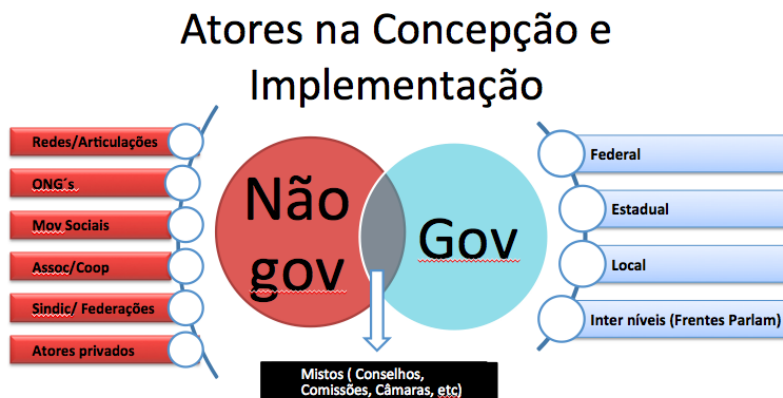 Atores na Concepção e
Implementação
Redes/Articulações
ONG´s
Mov Sociais
Assoc/Coop
Sindic/ Federações
Atores privados
Não
gov
Gov
Federal
Estadual
Local
Inter níveis (Frentes Parlam)
Mistos ( Conselhos,
Comissões, Câmaras, etc)